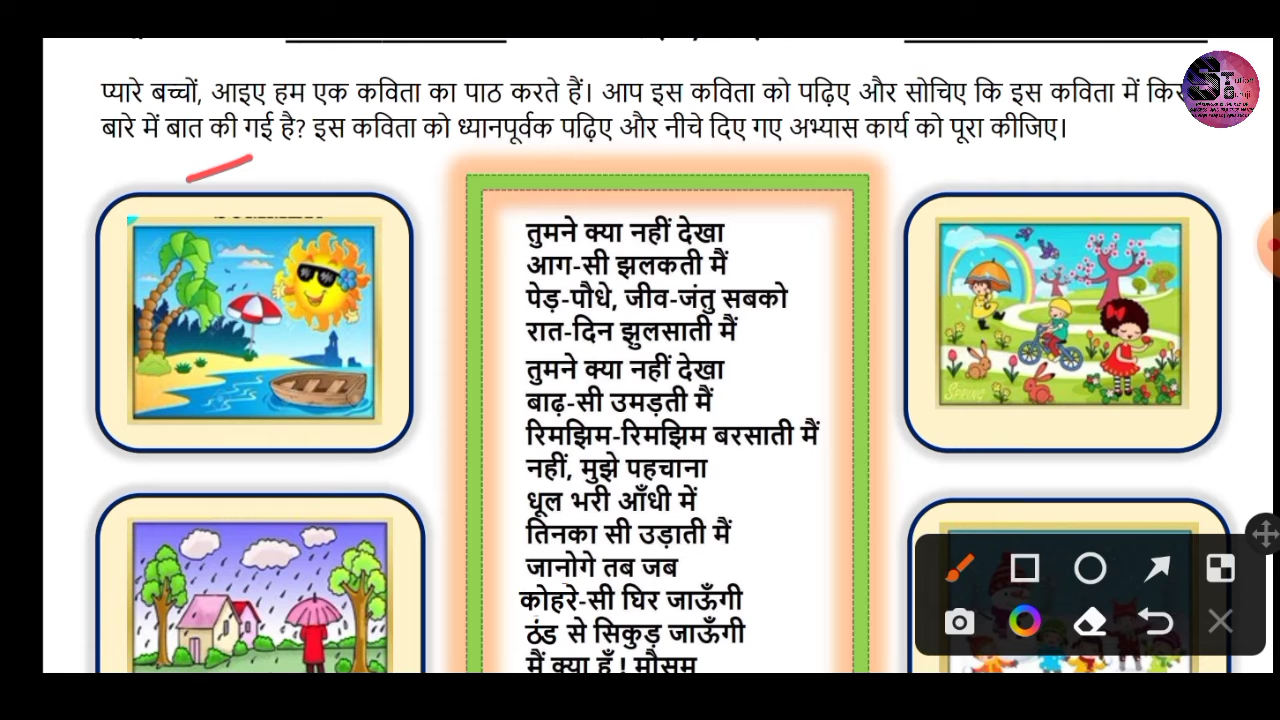 प्यारे बच्चों, आइए हम एक कविता का पाठ करते हैं। आप इस कविता को पढ़िए और सोचिए कि इस कविता में
बारे में बात की गई है? इस कविता को ध्यानपूर्वक पढ़िए और नीचे दिए गए अभ्यास कार्य को पूरा कीजिए।
तुमने क्या नहीं देखा
आग-सी झलकती मैं
पेड़-पौधे, जीव-जंतु सबको
रात-दिन झुलसाती मैं
तुमने क्या नहीं देखा
बाढ़-सी उमड़ती मैं
रिमझिम-रिमझिम बरसाती मैं
नहीं, मुझे पहचाना
धूल भरी आँधी में
तिनका सी उड़ाती मैं
जानोगे तब जब
कोहरे-सी घिर जाऊँगी
ठंड से सिकुड़ जाऊँगी
मैं क्या हूँ ! मौसम
SPRING